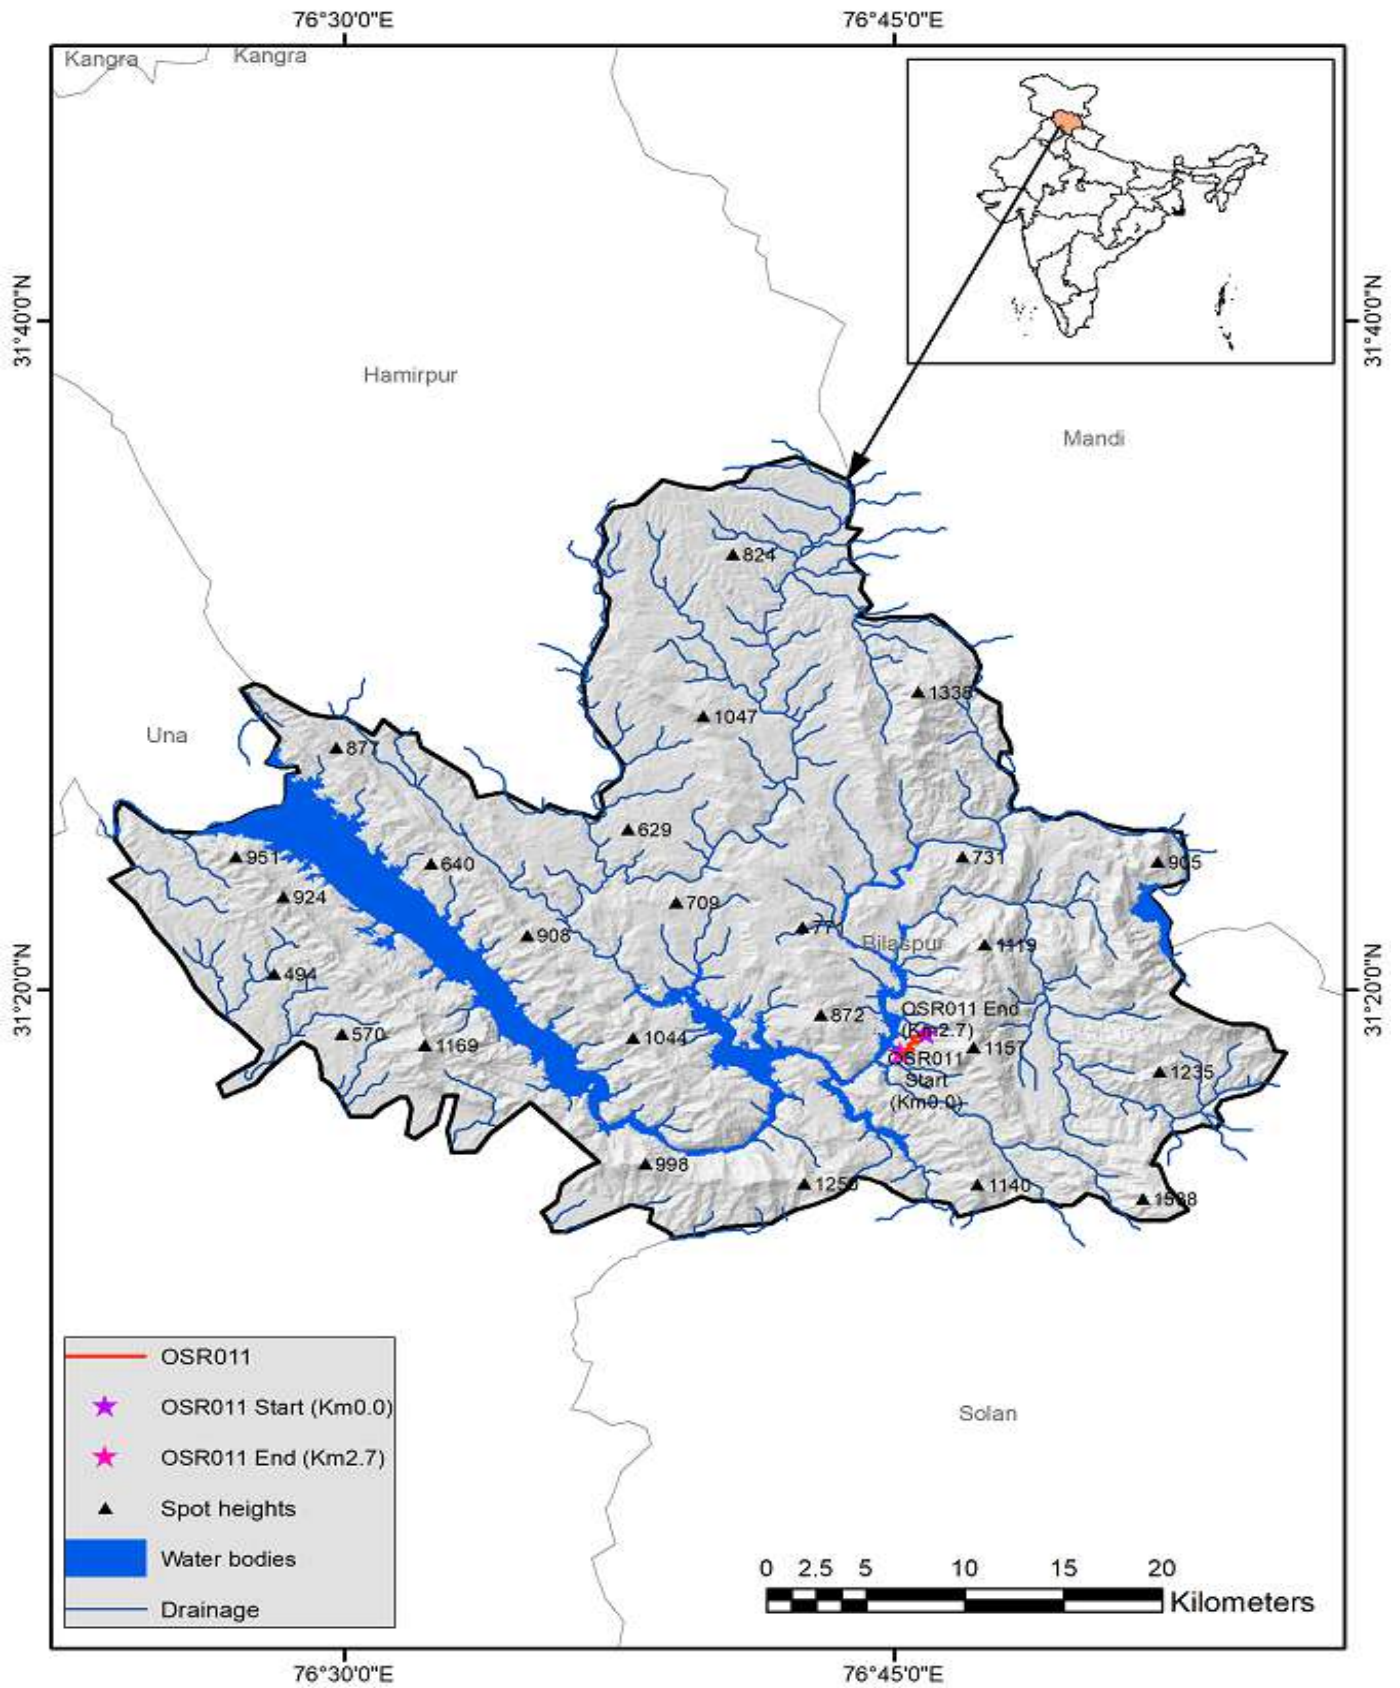 76°30'0"E
76°45'0"E
Kangra
Kangra
31°40'0"N
31°40'0"N
Hamirpur
Mandi
824
1338
1047
Una
877
629
951
640
731
905
924
709
771
908
Bilaspur
1119
494
31°20'0"N
31°20'0"N
OSR011 End
(Km2.7)
872
570
1169
1044
1157
OSR011
Start
(Km0.0)
1235
998
1140
1538
OSR011
OSR011 Start (Km0.0)
OSR011 End (Km2.7)
Spot heights
Water bodies
Drainage
Solan
0 2.5 5 10 15 20
Kilometers
76°30'0"E
76°45'0"E